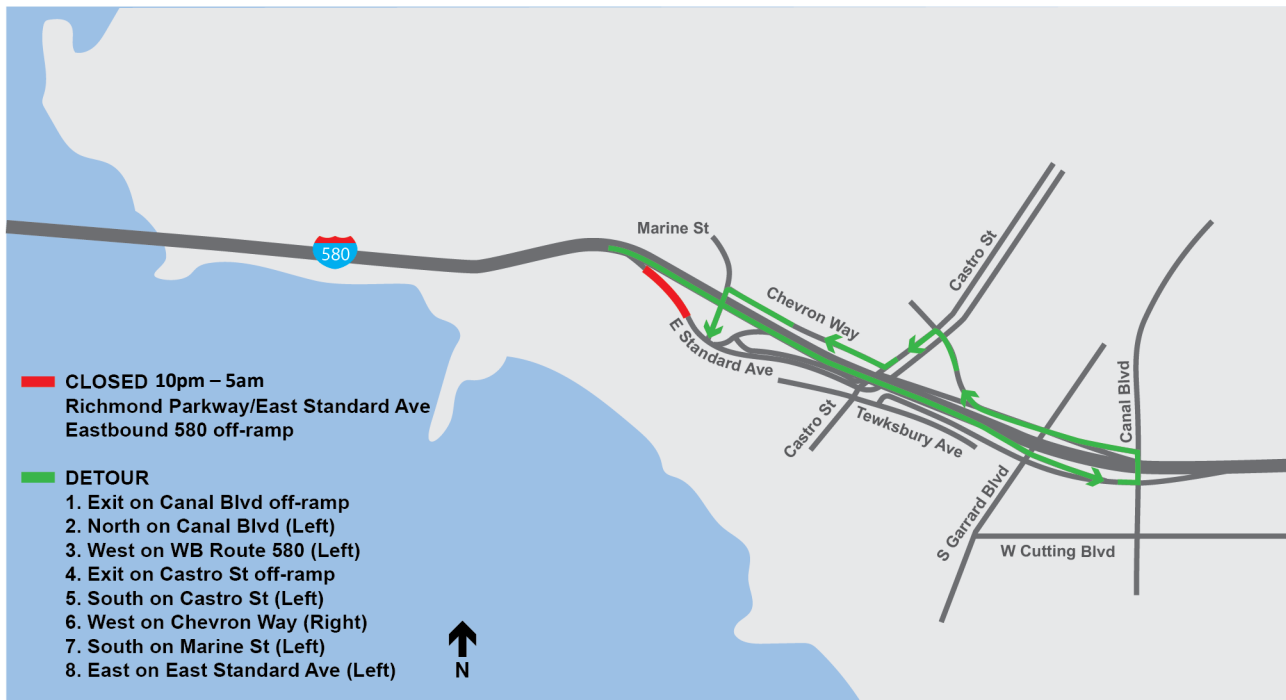 Marine St
580
Castro St
Chevron Way
E Standard Ave
Canal Blvd
CLOSED 10pm – 5am
Richmond Parkway/East Standard Ave
Eastbound 580 off-ramp
Castro St
Tewksbury Ave
DETOUR
1. Exit on Canal Blvd off-ramp
2. North on Canal Blvd (Left)
3. West on WB Route 580 (Left)
4. Exit on Castro St off-ramp
5. South on Castro St (Left)
6. West on Chevron Way (Right)
7. South on Marine St (Left)
8. East on East Standard Ave (Left)
N
S Garrard Blvd
W Cutting Blvd